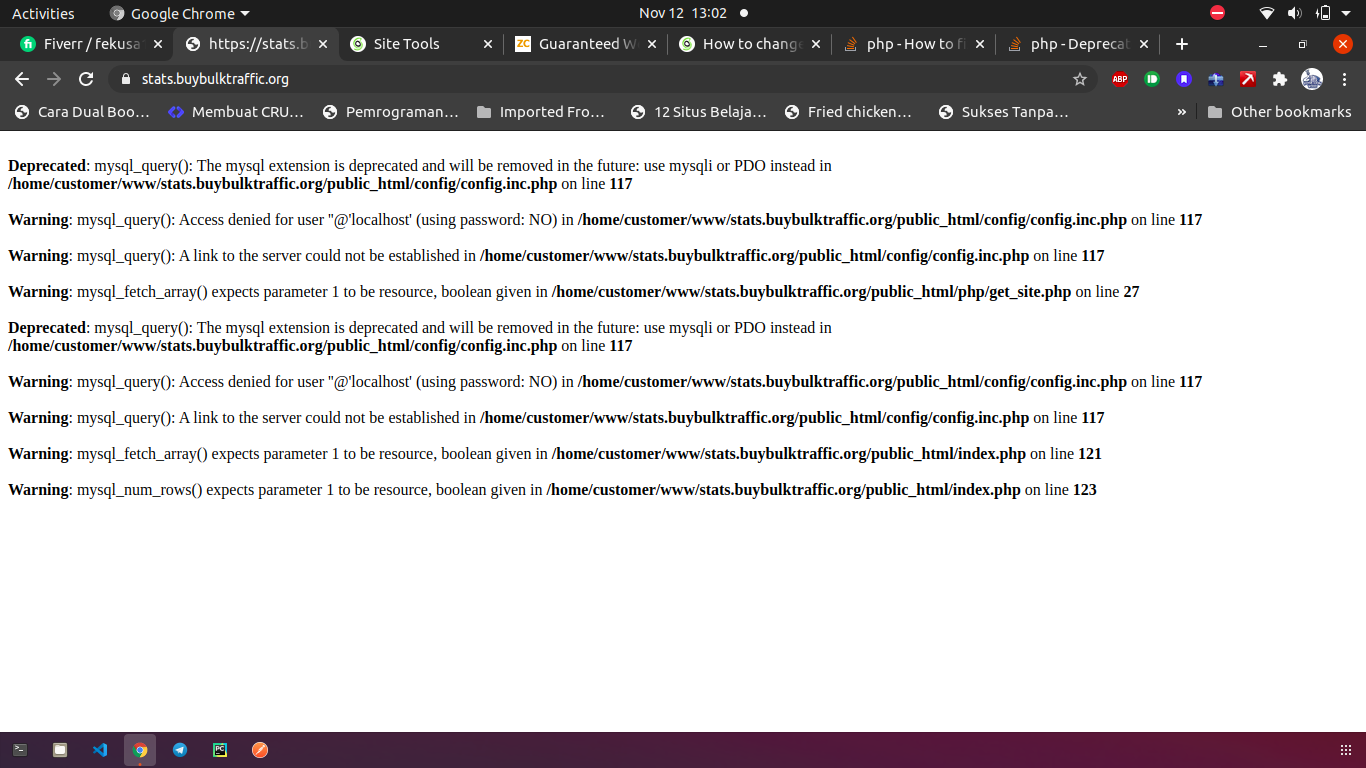 Activities Google Chrome Nov 12 13:02
Fiverr / fekusa https://stats.b Site Tools Guaranteed W How to change php - How to fi php - Deprecat
stats.buybulktraffic.org ABP
Cara Dual Boo… Membuat CRU… Pemrograman… Imported Fro… 12 Situs Belaja… Fried chicken… Sukses Tanpa… » Other bookmarks
Deprecated: mysql_query(): The mysql extension is deprecated and will be removed in the future: use mysqli or PDO instead in
/home/customer/www/stats.buybulktraffic.org/public_html/config/config.inc.php on line 117
Warning: mysql_query(): Access denied for user ''@'localhost' (using password: NO) in /home/customer/www/stats.buybulktraffic.org/public_html/config/config.inc.php on line 117
Warning: mysql_query(): A link to the server could not be established in /home/customer/www/stats.buybulktraffic.org/public_html/config/config.inc.php on line 117
Warning: mysql_fetch_array() expects parameter 1 to be resource, boolean given in /home/customer/www/stats.buybulktraffic.org/public_html/php/get_site.php on line 27
Deprecated: mysql_query(): The mysql extension is deprecated and will be removed in the future: use mysqli or PDO instead in
/home/customer/www/stats.buybulktraffic.org/public_html/config/config.inc.php on line 117
Warning: mysql_query(): Access denied for user ''@'localhost' (using password: NO) in /home/customer/www/stats.buybulktraffic.org/public_html/config/config.inc.php on line 117
Warning: mysql_query(): A link to the server could not be established in /home/customer/www/stats.buybulktraffic.org/public_html/config/config.inc.php on line 117
Warning: mysql_fetch_array() expects parameter 1 to be resource, boolean given in /home/customer/www/stats.buybulktraffic.org/public_html/index.php on line 121
Warning: mysql_num_rows() expects parameter 1 to be resource, boolean given in /home/customer/www/stats.buybulktraffic.org/public_html/index.php on line 123